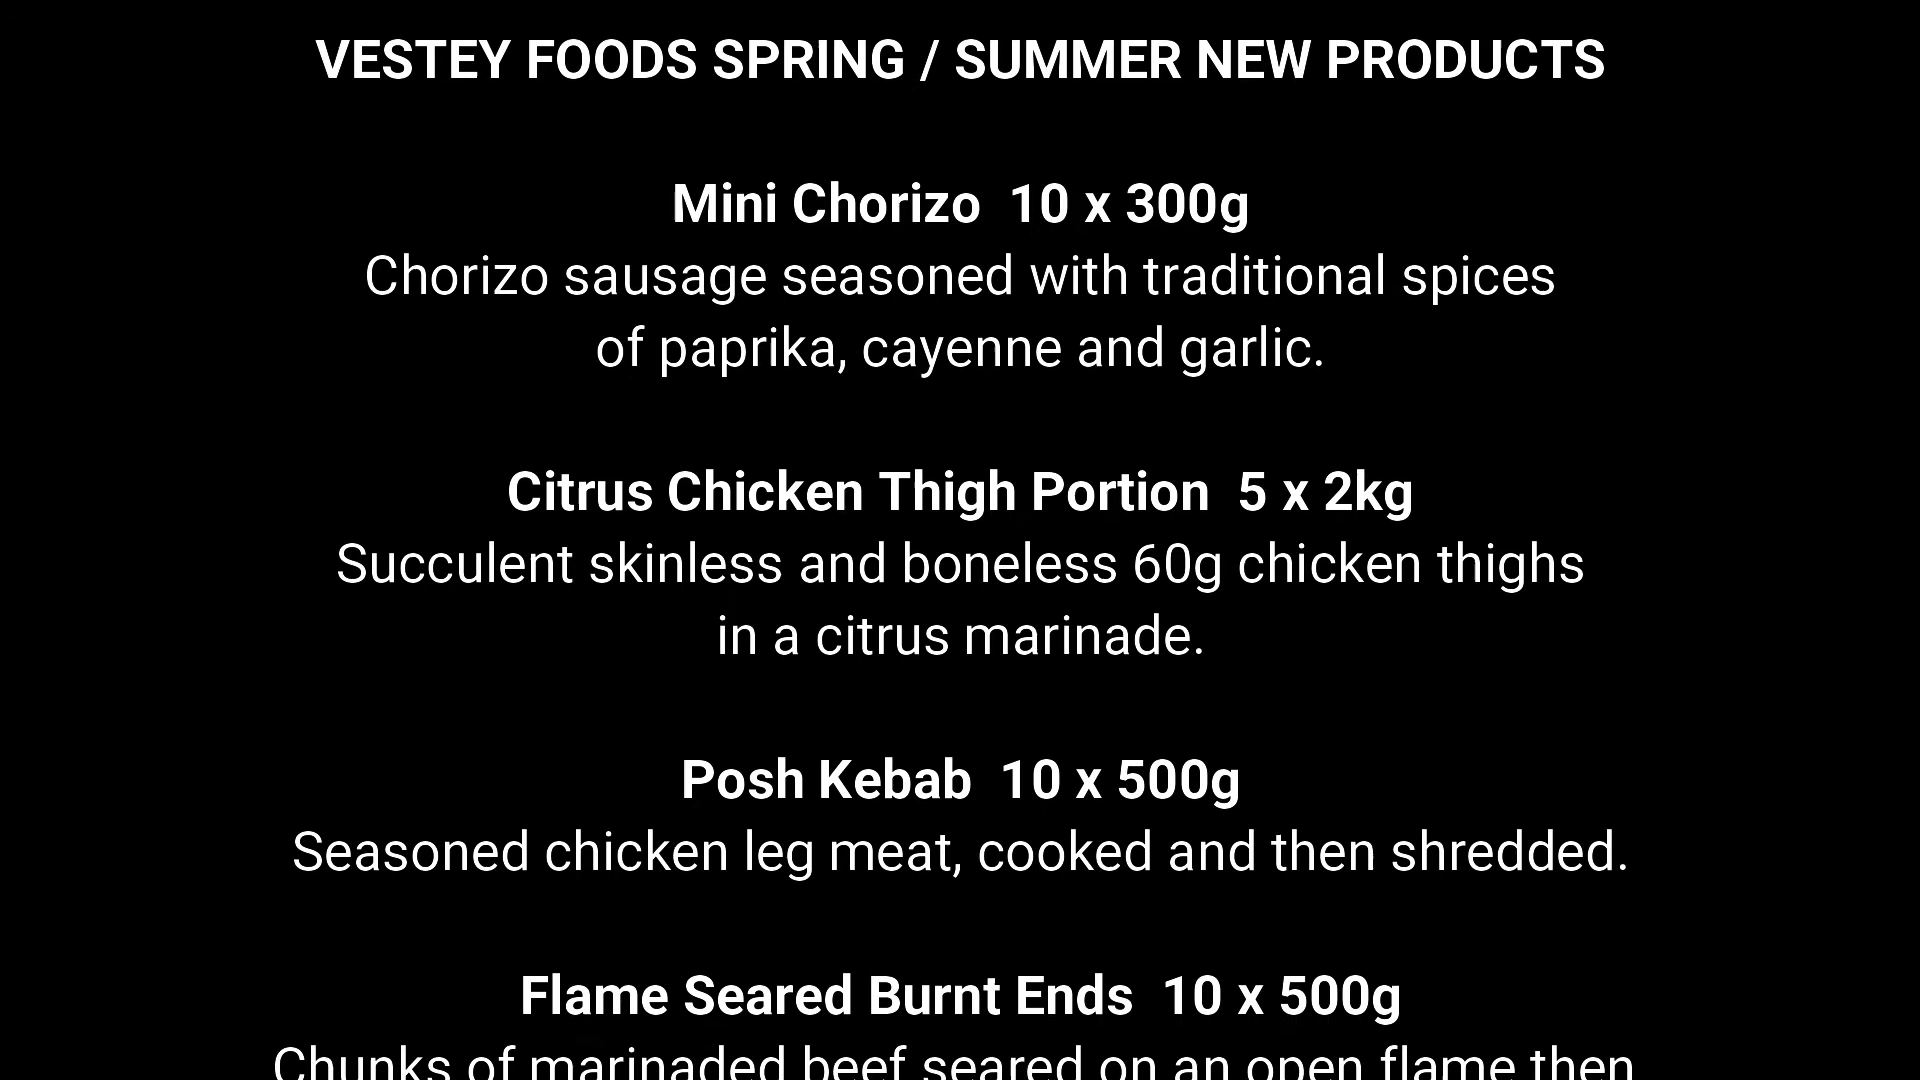 VESTEY FOODS SPRING / SUMMER NEW PRODUCTS
Mini Chorizo  10 x 300g
Chorizo sausage seasoned with traditional spices
of paprika, cayenne and garlic.
Citrus Chicken Thigh Portion  5 x 2kg
Succulent skinless and boneless 60g chicken thighs
in a citrus marinade.
Posh Kebab  10 x 500g
Seasoned chicken leg meat, cooked and then shredded.
Flame Seared Burnt Ends  10 x 500g
Chunks of marinaded beef seared on an open flame then